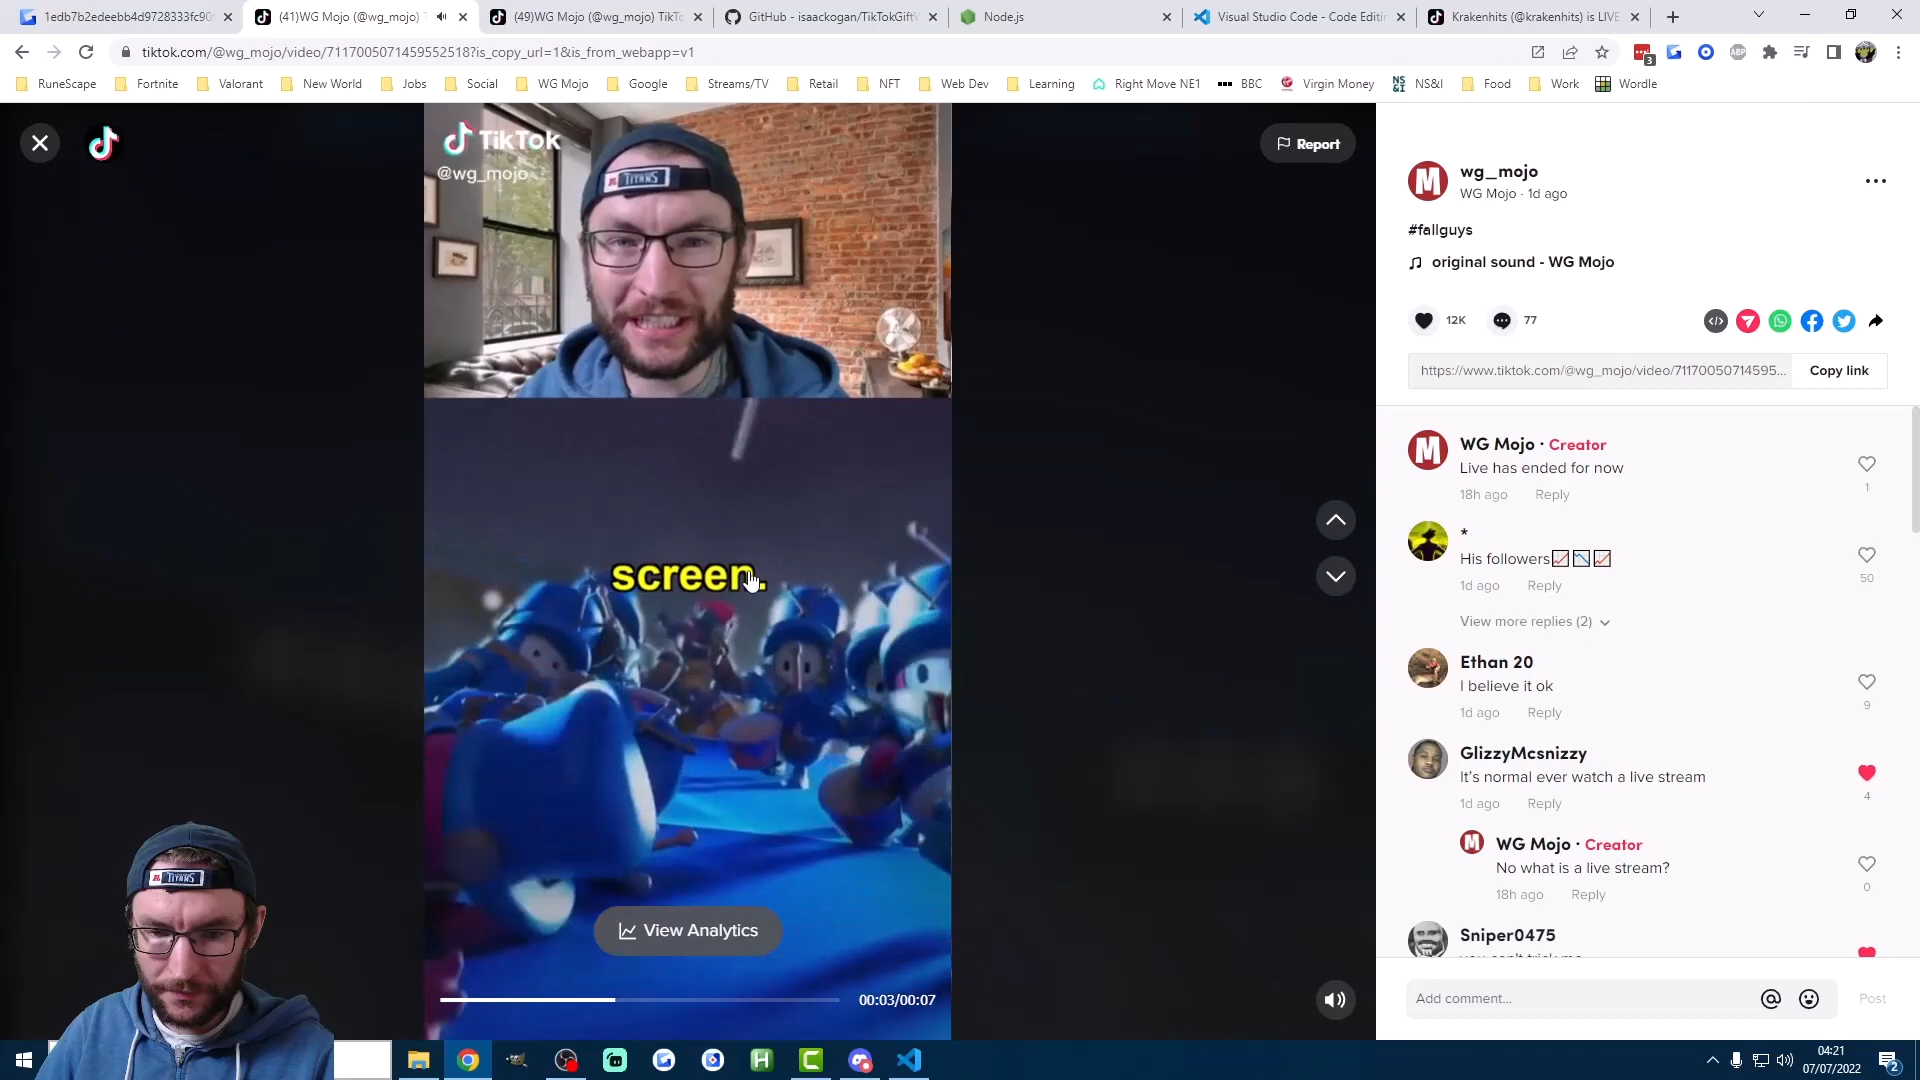 1edb7b2edeebb4d9728333fc90
(41)WG Mojo (@wg_mojo) T
(49)WG Mojo (@wg_mojo) TikTo
GitHub - isaackogan/TikTokGiftV
Node.js
Visual Studio Code - Code Editin
Krakenhits (@krakenhits) is LIVE
tiktok.com/@wg_mojo/video/7117005071459552518?is_copy_url=1&is_from_webapp=v1
3
ABP
RuneScape
Fortnite
Valorant
New World
Jobs
Social
WG Mojo
Google
Streams/TV
Retail
NFT
Web Dev
Learning
Right Move NE1
BBC
Virgin Money
NS&I
Food
Work
Wordle
TikTok
@wg_mojo
TITANS
Report
screen.
View Analytics
00:03/00:07
wg_mojo
WG Mojo · 1d ago
#fallguys
original sound - WG Mojo
12K
77
https://www.tiktok.com/@wg_mojo/video/71170050714595...
Copy link
WG Mojo · Creator
Live has ended for now
1
18h ago Reply
*
His followers📈📉📈
50
1d ago Reply
View more replies (2)
Ethan 20
I believe it ok
9
1d ago Reply
GlizzyMcsnizzy
It's normal ever watch a live stream
4
1d ago Reply
WG Mojo · Creator
No what is a live stream?
0
18h ago Reply
Sniper0475
Add comment...
Post
TITANS
04:21
07/07/2022
2